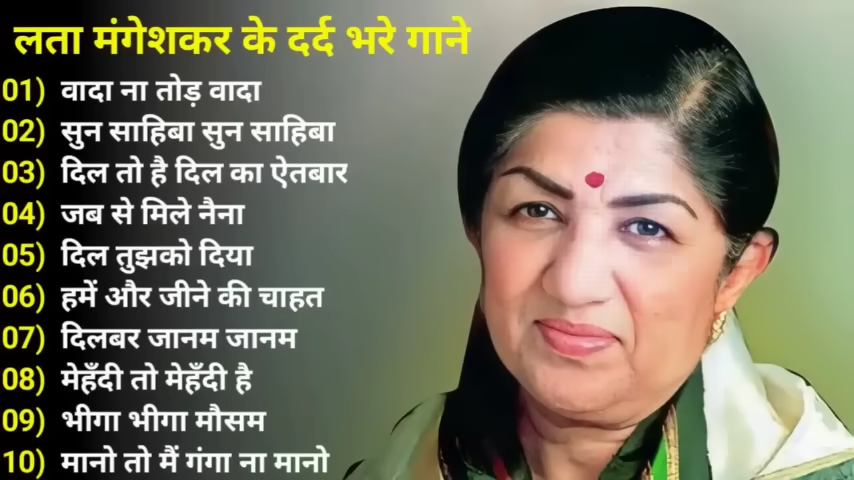 लता मंगेशकर के दर्द भरे गाने
01) वादा ना तोड़ वादा
02) सुन साहिबा सुन साहिबा
03) दिल तो है दिल का ऐतबार
04) जब से मिले नैना
05) दिल तुझको दिया
06) हमें और जीने की चाहत
07) दिलबर जानम जानम
08) मेहँदी तो मेहँदी है
09) भीगा भीगा मौसम
10) मानो तो मैं गंगा ना मानो